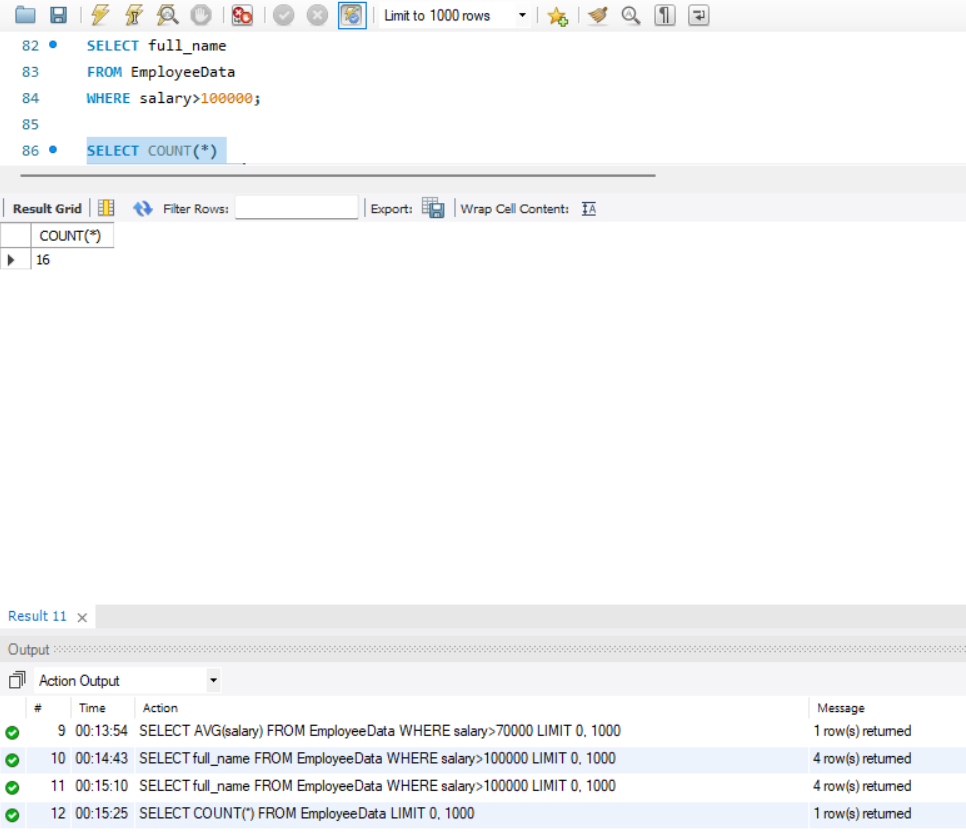 Limit to 1000 rows
82 SELECT full_name
83 FROM EmployeeData
84 WHERE salary>100000;
85
86 SELECT COUNT(*)
Result Grid Filter Rows: Export: Wrap Cell Content: IA
COUNT(*)
16
Result 11
Output
Action Output
# Time Action Message
9 00:13:54 SELECT AVG(salary) FROM EmployeeData WHERE salary>70000 LIMIT 0, 1000 1 row(s) returned
10 00:14:43 SELECT full_name FROM EmployeeData WHERE salary>100000 LIMIT 0, 1000 4 row(s) returned
11 00:15:10 SELECT full_name FROM EmployeeData WHERE salary>100000 LIMIT 0, 1000 4 row(s) returned
12 00:15:25 SELECT COUNT(*) FROM EmployeeData LIMIT 0, 1000 1 row(s) returned